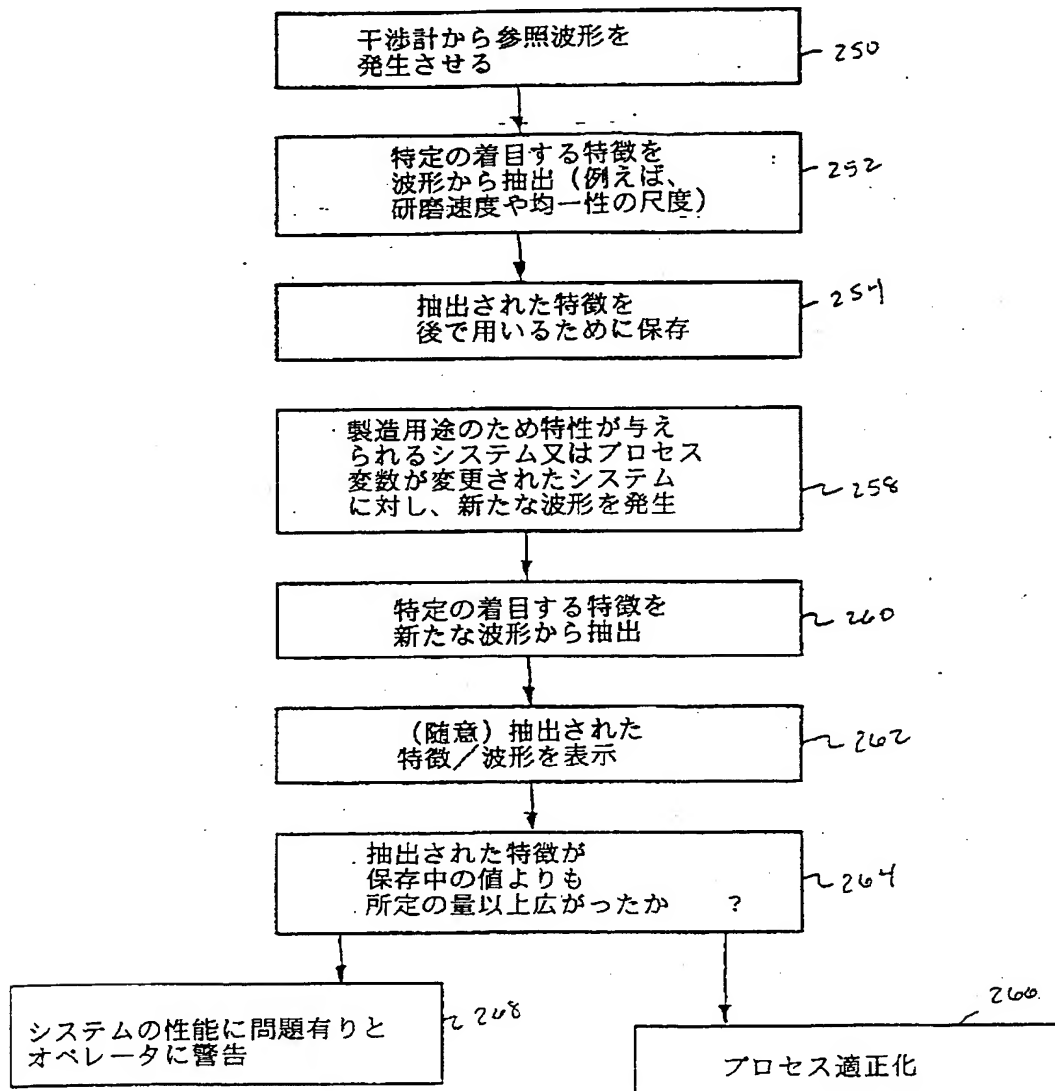 干渉計から参照波形を
発生させる
250
特定の着目する特徴を
波形から抽出(例えば、
研磨速度や均一性の尺度)
252
抽出された特徴を
後で用いるために保存
254
製造用途のため特性が与え
られるシステム又はプロセス
変数が変更されたシステム
に対し、新たな波形を発生
258
特定の着目する特徴を
新たな波形から抽出
260
(随意)抽出された
特徴/波形を表示
262
抽出された特徴が
保存中の値よりも
所定の量以上広がったか ?
264
システムの性能に問題有りと
オペレータに警告
268
プロセス適正化
266